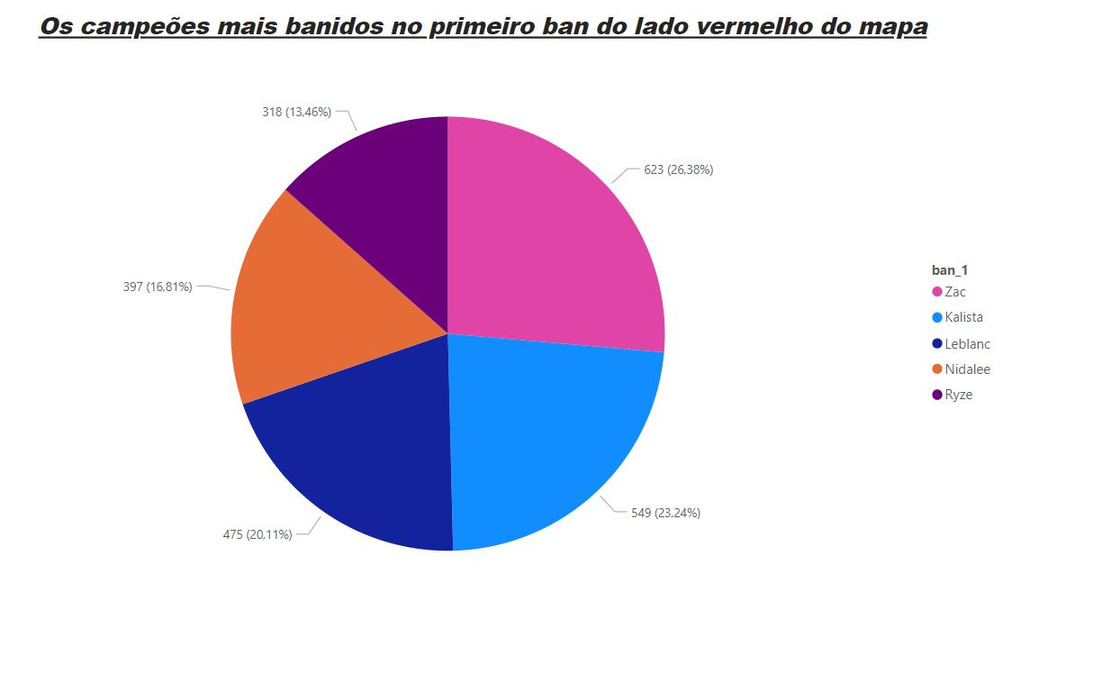 Os campeões mais banidos no primeiro ban do lado vermelho do mapa
318 (13,46%)
623 (26,38%)
397 (16,81%)
475 (20,11%)
549 (23,24%)
ban_1
Zac
Kalista
Leblanc
Nidalee
Ryze